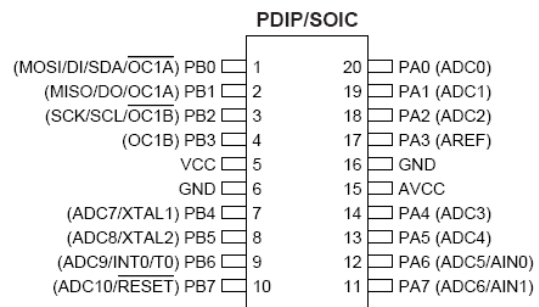 PDIP/SOIC
(MOSI/DI/SDA/OC1A) PB0 1 20 PA0 (ADC0)
(MISO/DO/OC1A) PB1 2 19 PA1 (ADC1)
(SCK/SCL/OC1B) PB2 3 18 PA2 (ADC2)
(OC1B) PB3 4 17 PA3 (AREF)
VCC 5 16 GND
GND 6 15 AVCC
(ADC7/XTAL1) PB4 7 14 PA4 (ADC3)
(ADC8/XTAL2) PB5 8 13 PA5 (ADC4)
(ADC9/INT0/T0) PB6 9 12 PA6 (ADC5/AIN0)
(ADC10/RESET) PB7 10 11 PA7 (ADC6/AIN1)